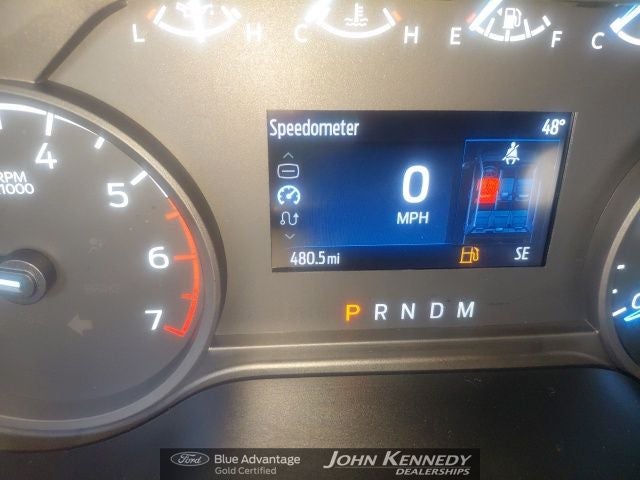 L H C H E F C
Speedometer 48°
4
RPM
x1000
5
0
MPH
6
480.5 mi SE
7
P R N D M
Ford Blue Advantage
Gold Certified
JOHN KENNEDY
DEALERSHIPS